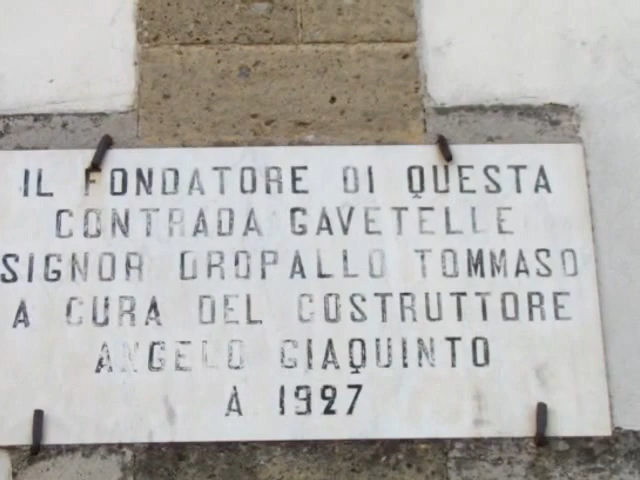 IL FONDATORE DI QUESTA
CONTRADA GAVETELLE
SIGNOR OROPALLO TOMMASO
A CURA DEL COSTRUTTORE
ANGELO GIAQUINTO
A 1927